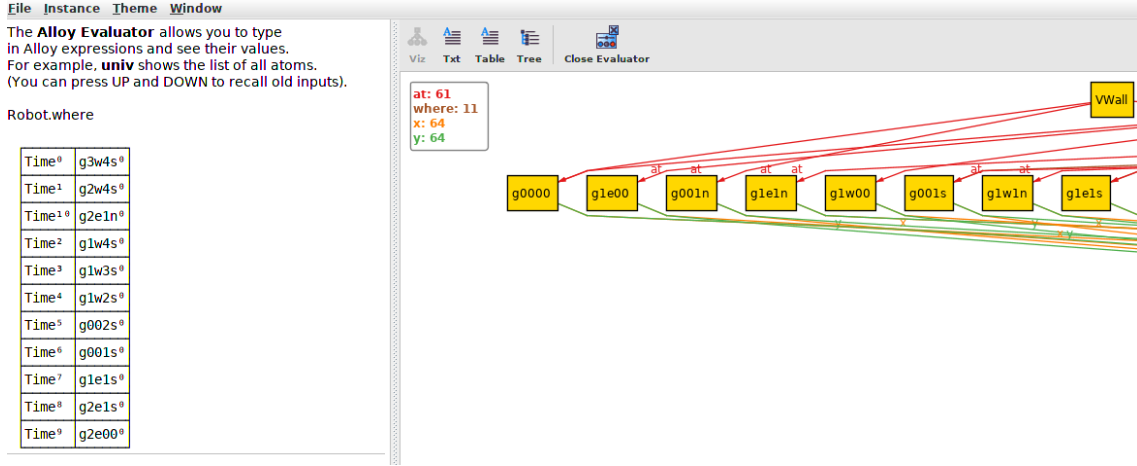 File Instance Theme Window
The Alloy Evaluator allows you to type
in Alloy expressions and see their values.
For example, univ shows the list of all atoms.
(You can press UP and DOWN to recall old inputs).
Robot.where
Time⁰ g3w4s⁰
Time¹ g2w4s⁰
Time¹⁰ g2e1n⁰
Time² g1w4s⁰
Time³ g1w3s⁰
Time⁴ g1w2s⁰
Time⁵ g002s⁰
Time⁶ g001s⁰
Time⁷ g1e1s⁰
Time⁸ g2e1s⁰
Time⁹ g2e00⁰
Viz Txt Table Tree Close Evaluator
at: 61
where: 11
x: 64
y: 64
VWall
at at at at at at
g0000 g1e00 g001n g1e1n g1w00 g001s g1w1n g1e1s
y x y x y x